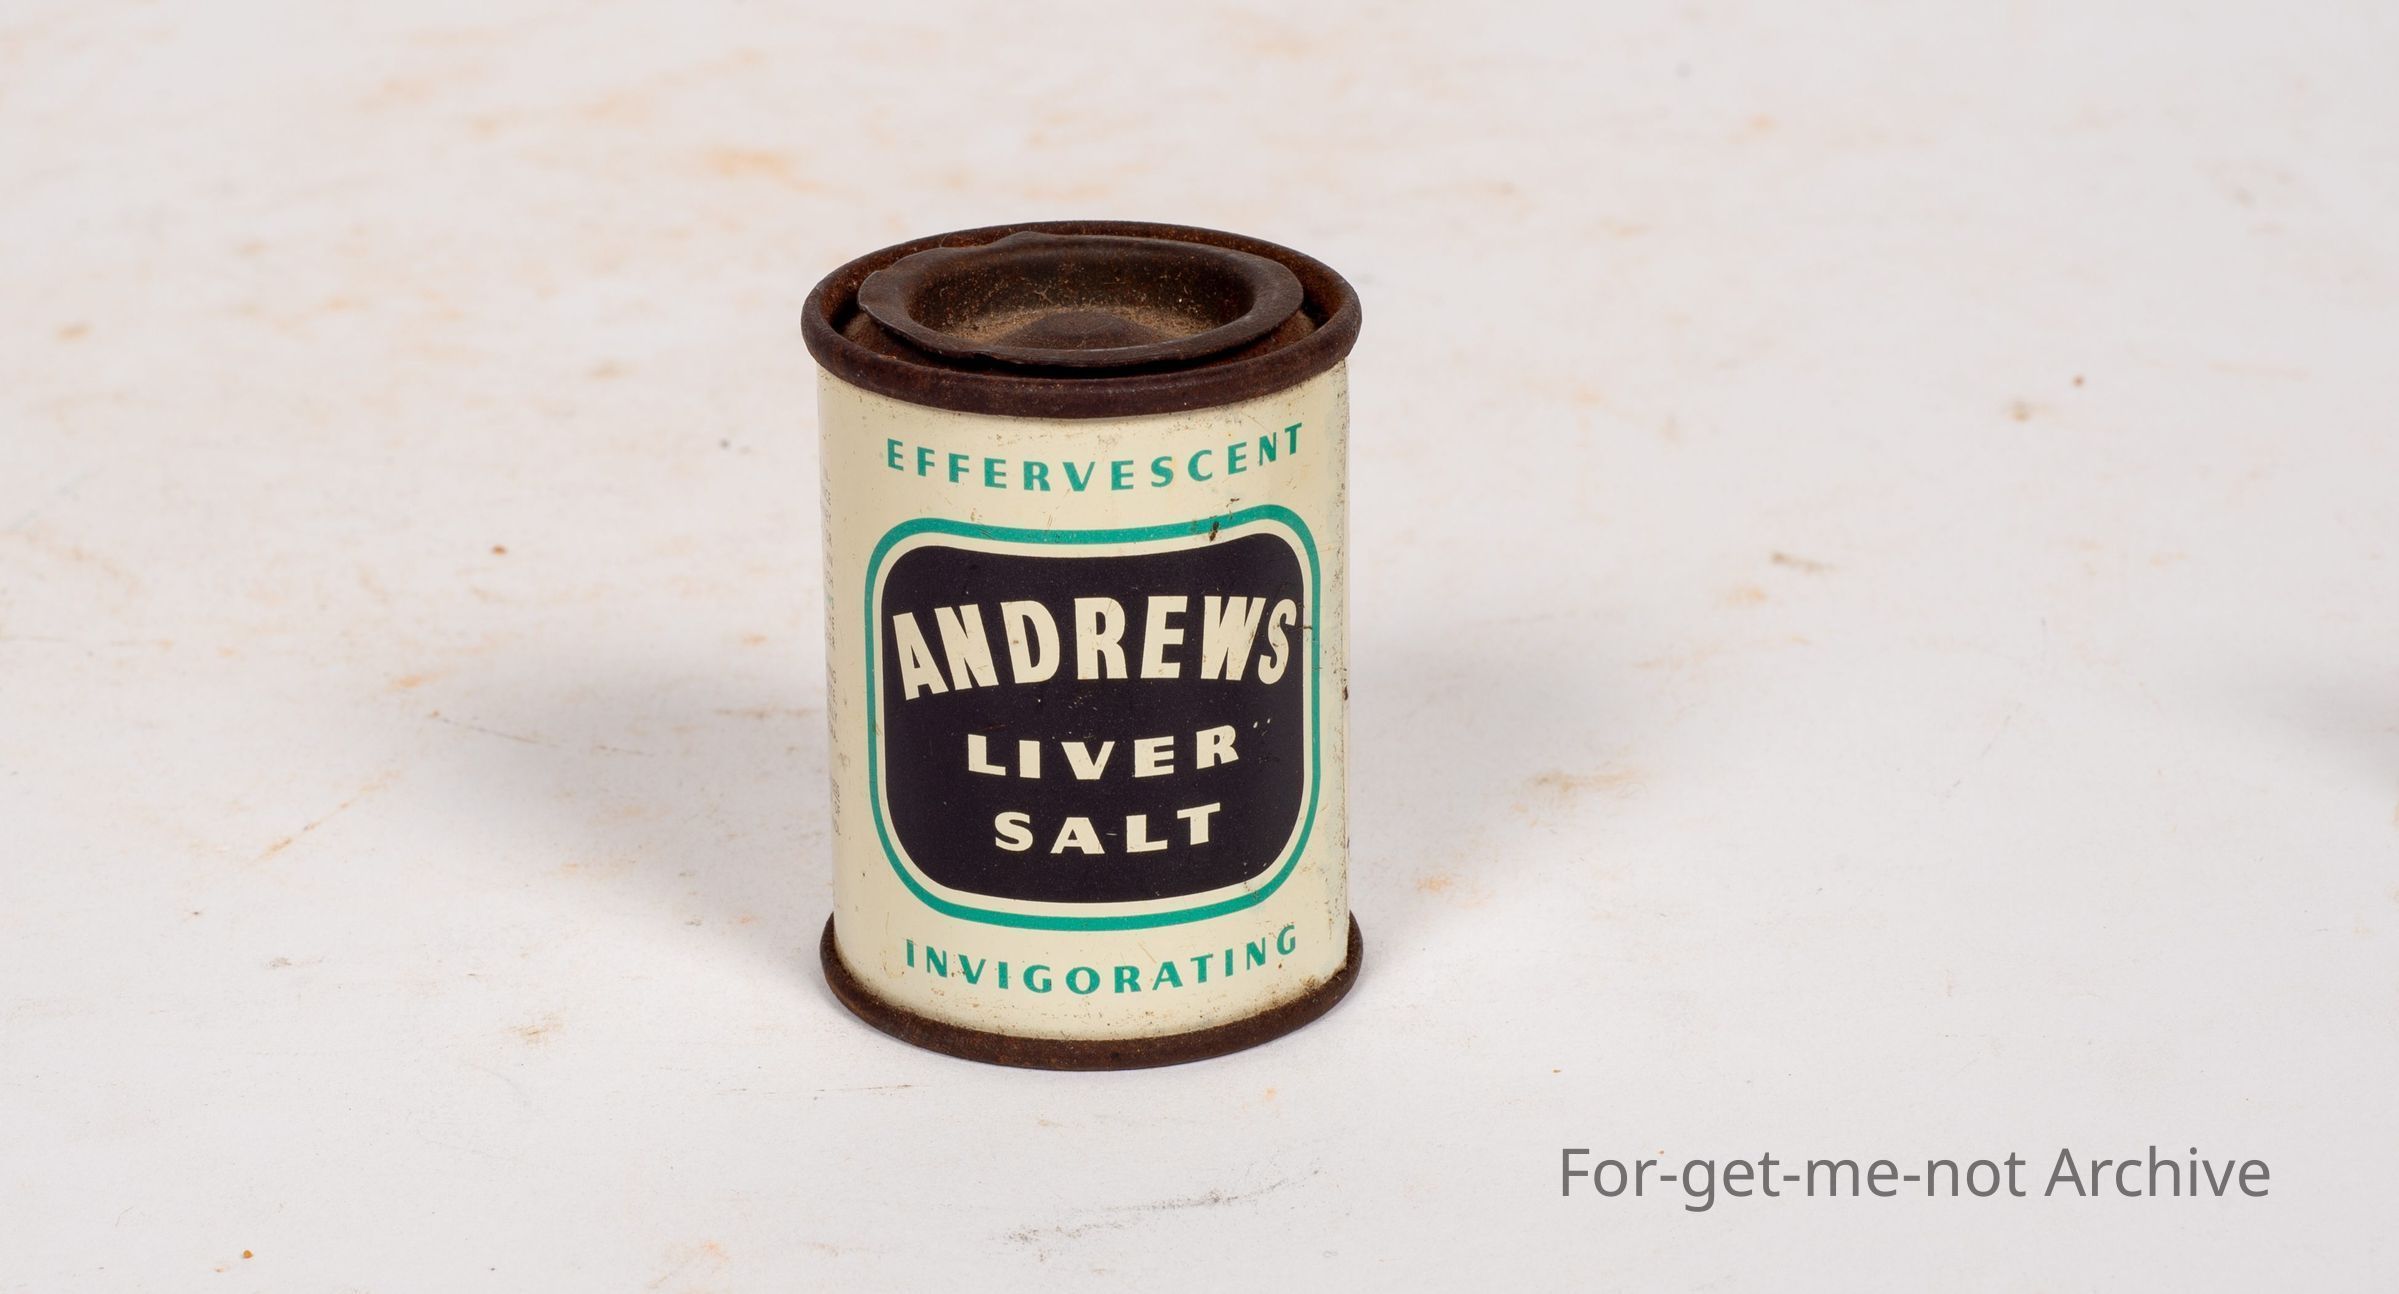 EFFERVESCENT
ANDREWS
LIVER
SALT
INVIGORATING
For-get-me-not Archive